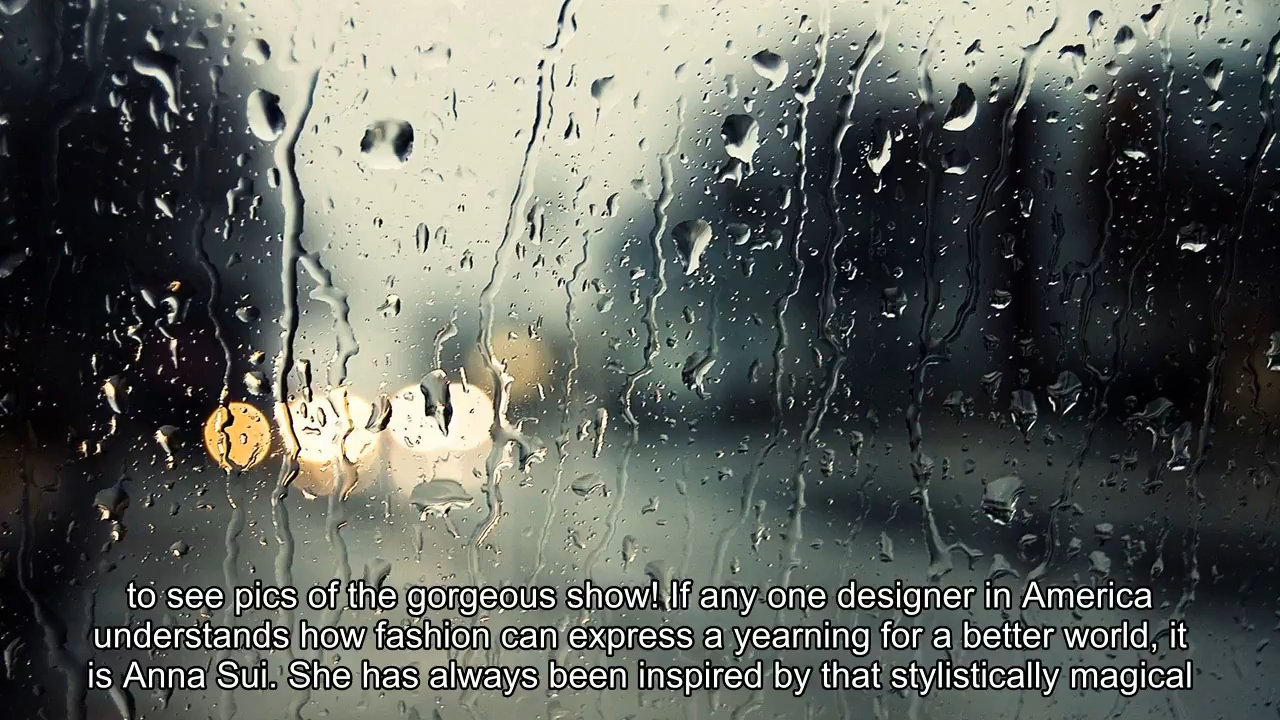 to see pics of the gorgeous show! If any one designer in America
understands how fashion can express a yearning for a better world, it
is Anna Sui. She has always been inspired by that stylistically magical